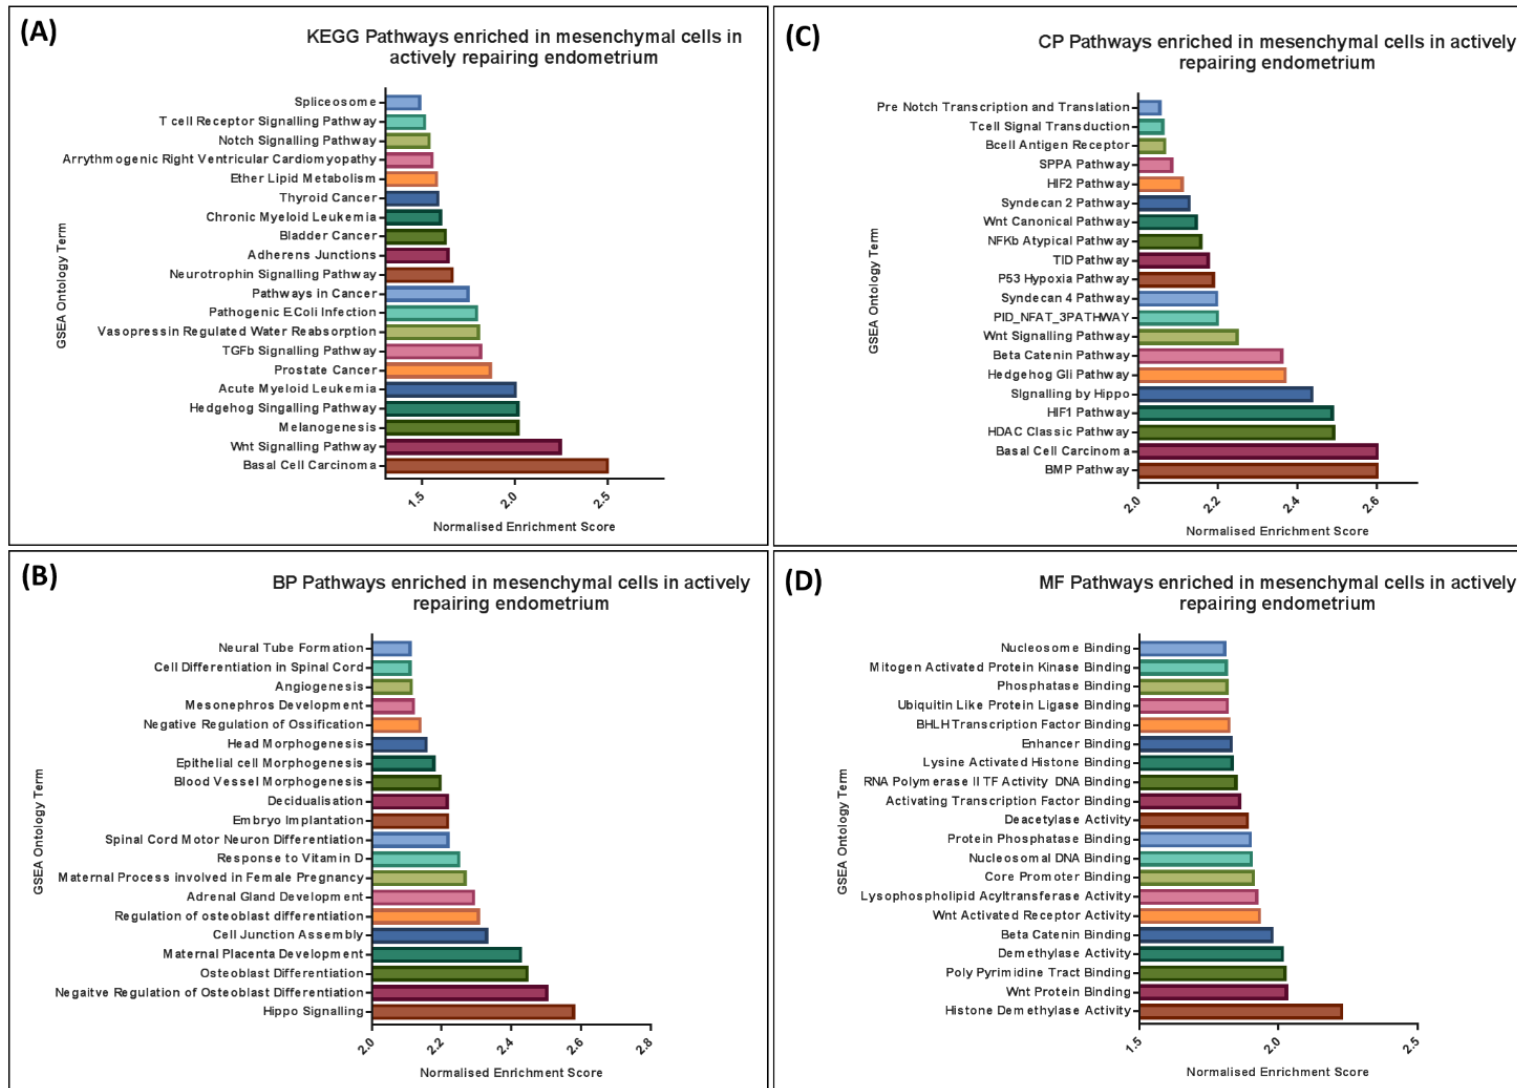 (A)
KEGG Pathways enriched in mesenchymal cells in
actively repairing endometrium
GSEA Ontology Term
Spliceosome
T cell Receptor Signalling Pathway
Notch Signalling Pathway
Arrythmogenic Right Ventricular Cardiomyopathy
Ether Lipid Metabolism
Thyroid Cancer
Chronic Myeloid Leukemia
Bladder Cancer
Adherens Junctions
Neurotrophin Signalling Pathway
Pathways in Cancer
Pathogenic E.Coli Infection
Vasopressin Regulated Water Reabsorption
TGFb Signalling Pathway
Prostate Cancer
Acute Myeloid Leukemia
Hedgehog Singalling Pathway
Melanogenesis
Wnt Signalling Pathway
Basal Cell Carcinoma
1.5 2.0 2.5
Normalised Enrichment Score
(C)
CP Pathways enriched in mesenchymal cells in actively
repairing endometrium
GSEA Ontology Term
Pre Notch Transcription and Translation
Tcell Signal Transduction
Bcell Antigen Receptor
SPPA Pathway
HIF2 Pathway
Syndecan 2 Pathway
Wnt Canonical Pathway
NFKb Atypical Pathway
TID Pathway
P53 Hypoxia Pathway
Syndecan 4 Pathway
PID_NFAT_3PATHWAY
Wnt Signalling Pathway
Beta Catenin Pathway
Hedgehog Gli Pathway
SIgnalling by Hippo
HIF1 Pathway
HDAC Classic Pathway
Basal Cell Carcinoma
BMP Pathway
2.0 2.2 2.4 2.6
Normalised Enrichment Score
(B)
BP Pathways enriched in mesenchymal cells in actively
repairing endometrium
GSEA Ontology Term
Neural Tube Formation
Cell Differentiation in Spinal Cord
Angiogenesis
Mesonephros Development
Negative Regulation of Ossification
Head Morphogenesis
Epithelial cell Morphogenesis
Blood Vessel Morphogenesis
Decidualisation
Embryo Implantation
Spinal Cord Motor Neuron Differentiation
Response to Vitamin D
Maternal Process involved in Female Pregnancy
Adrenal Gland Development
Regulation of osteoblast differentiation
Cell Junction Assembly
Maternal Placenta Development
Osteoblast Differentiation
Negaitve Regulation of Osteoblast Differentiation
Hippo Signalling
2.0 2.2 2.4 2.6 2.8
Normalised Enrichment Score
(D)
MF Pathways enriched in mesenchymal cells in actively
repairing endometrium
GSEA Ontology Term
Nucleosome Binding
Mitogen Activated Protein Kinase Binding
Phosphatase Binding
Ubiquitin Like Protein Ligase Binding
BHLH Transcription Factor Binding
Enhancer Binding
Lysine Activated Histone Binding
RNA Polymerase II TF Activity DNA Binding
Activating Transcription Factor Binding
Deacetylase Activity
Protein Phosphatase Binding
Nucleosomal DNA Binding
Core Promoter Binding
Lysophospholipid Acyltransferase Activity
Wnt Activated Receptor Activity
Beta Catenin Binding
Demethylase Activity
Poly Pyrimidine Tract Binding
Wnt Protein Binding
Histone Demethylase Activity
1.5 2.0 2.5
Normalised Enrichment Score